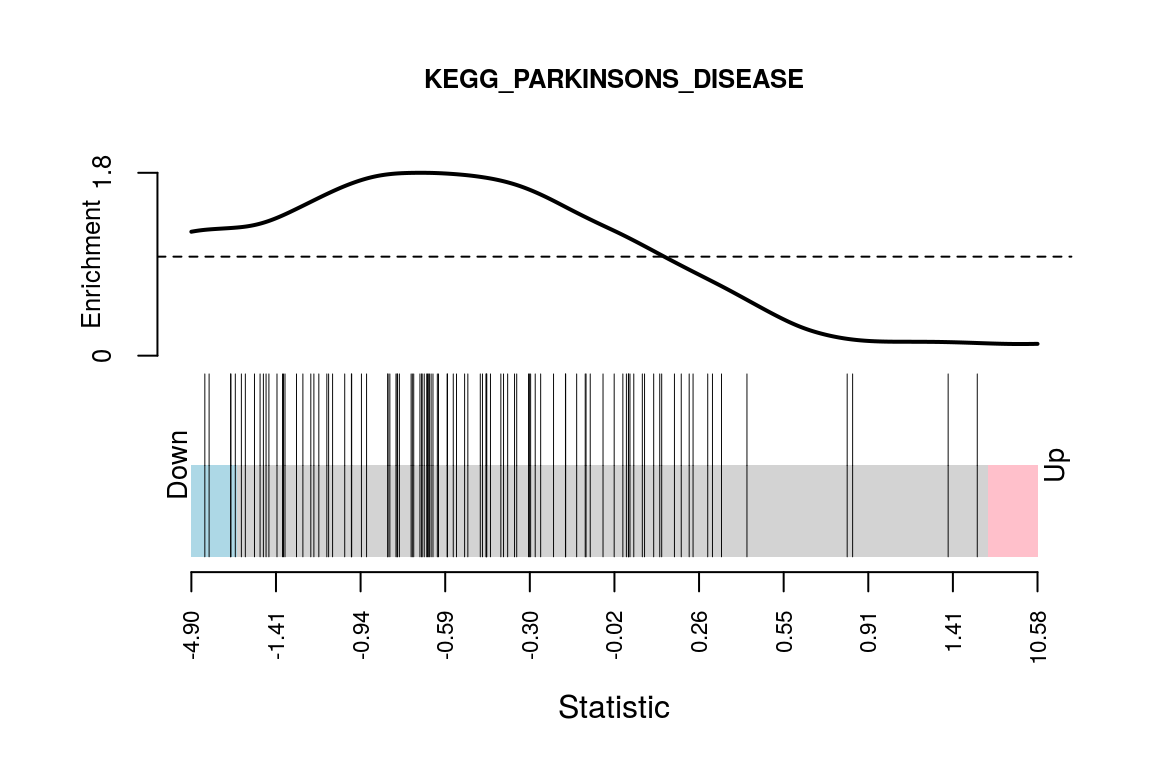 KEGG_PARKINSONS_DISEASE
1.8
Enrichment
0
Down
Up
-4.90 -1.41 -0.94 -0.59 -0.30 -0.02 0.26 0.55 0.91 1.41 10.58
Statistic